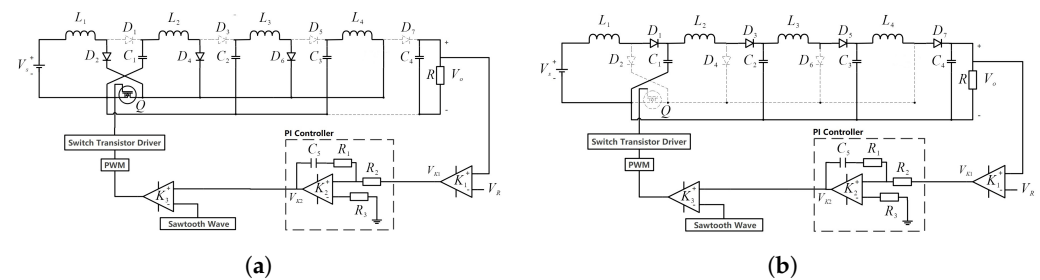 L1 L2 L3 L4
D1 D3 D5 D7
D2 C1 D4 C2 D6 C3 C4
Vs + - Q R Vo + -
Switch Transistor Driver
PWM
PI Controller
C5 R1 R2
VK1 K1 + - VR
VK2 K2 + - R3
K3 + -
Sawtooth Wave
(a)
L1 L2 L3 L4
D1 D3 D5 D7
D2 C1 D4 C2 D6 C3 C4
Vs + - Q R Vo + -
Switch Transistor Driver
PWM
PI Controller
C5 R1 R2
VK1 K1 + - VR
VK2 K2 + - R3
K3 + -
Sawtooth Wave
(b)